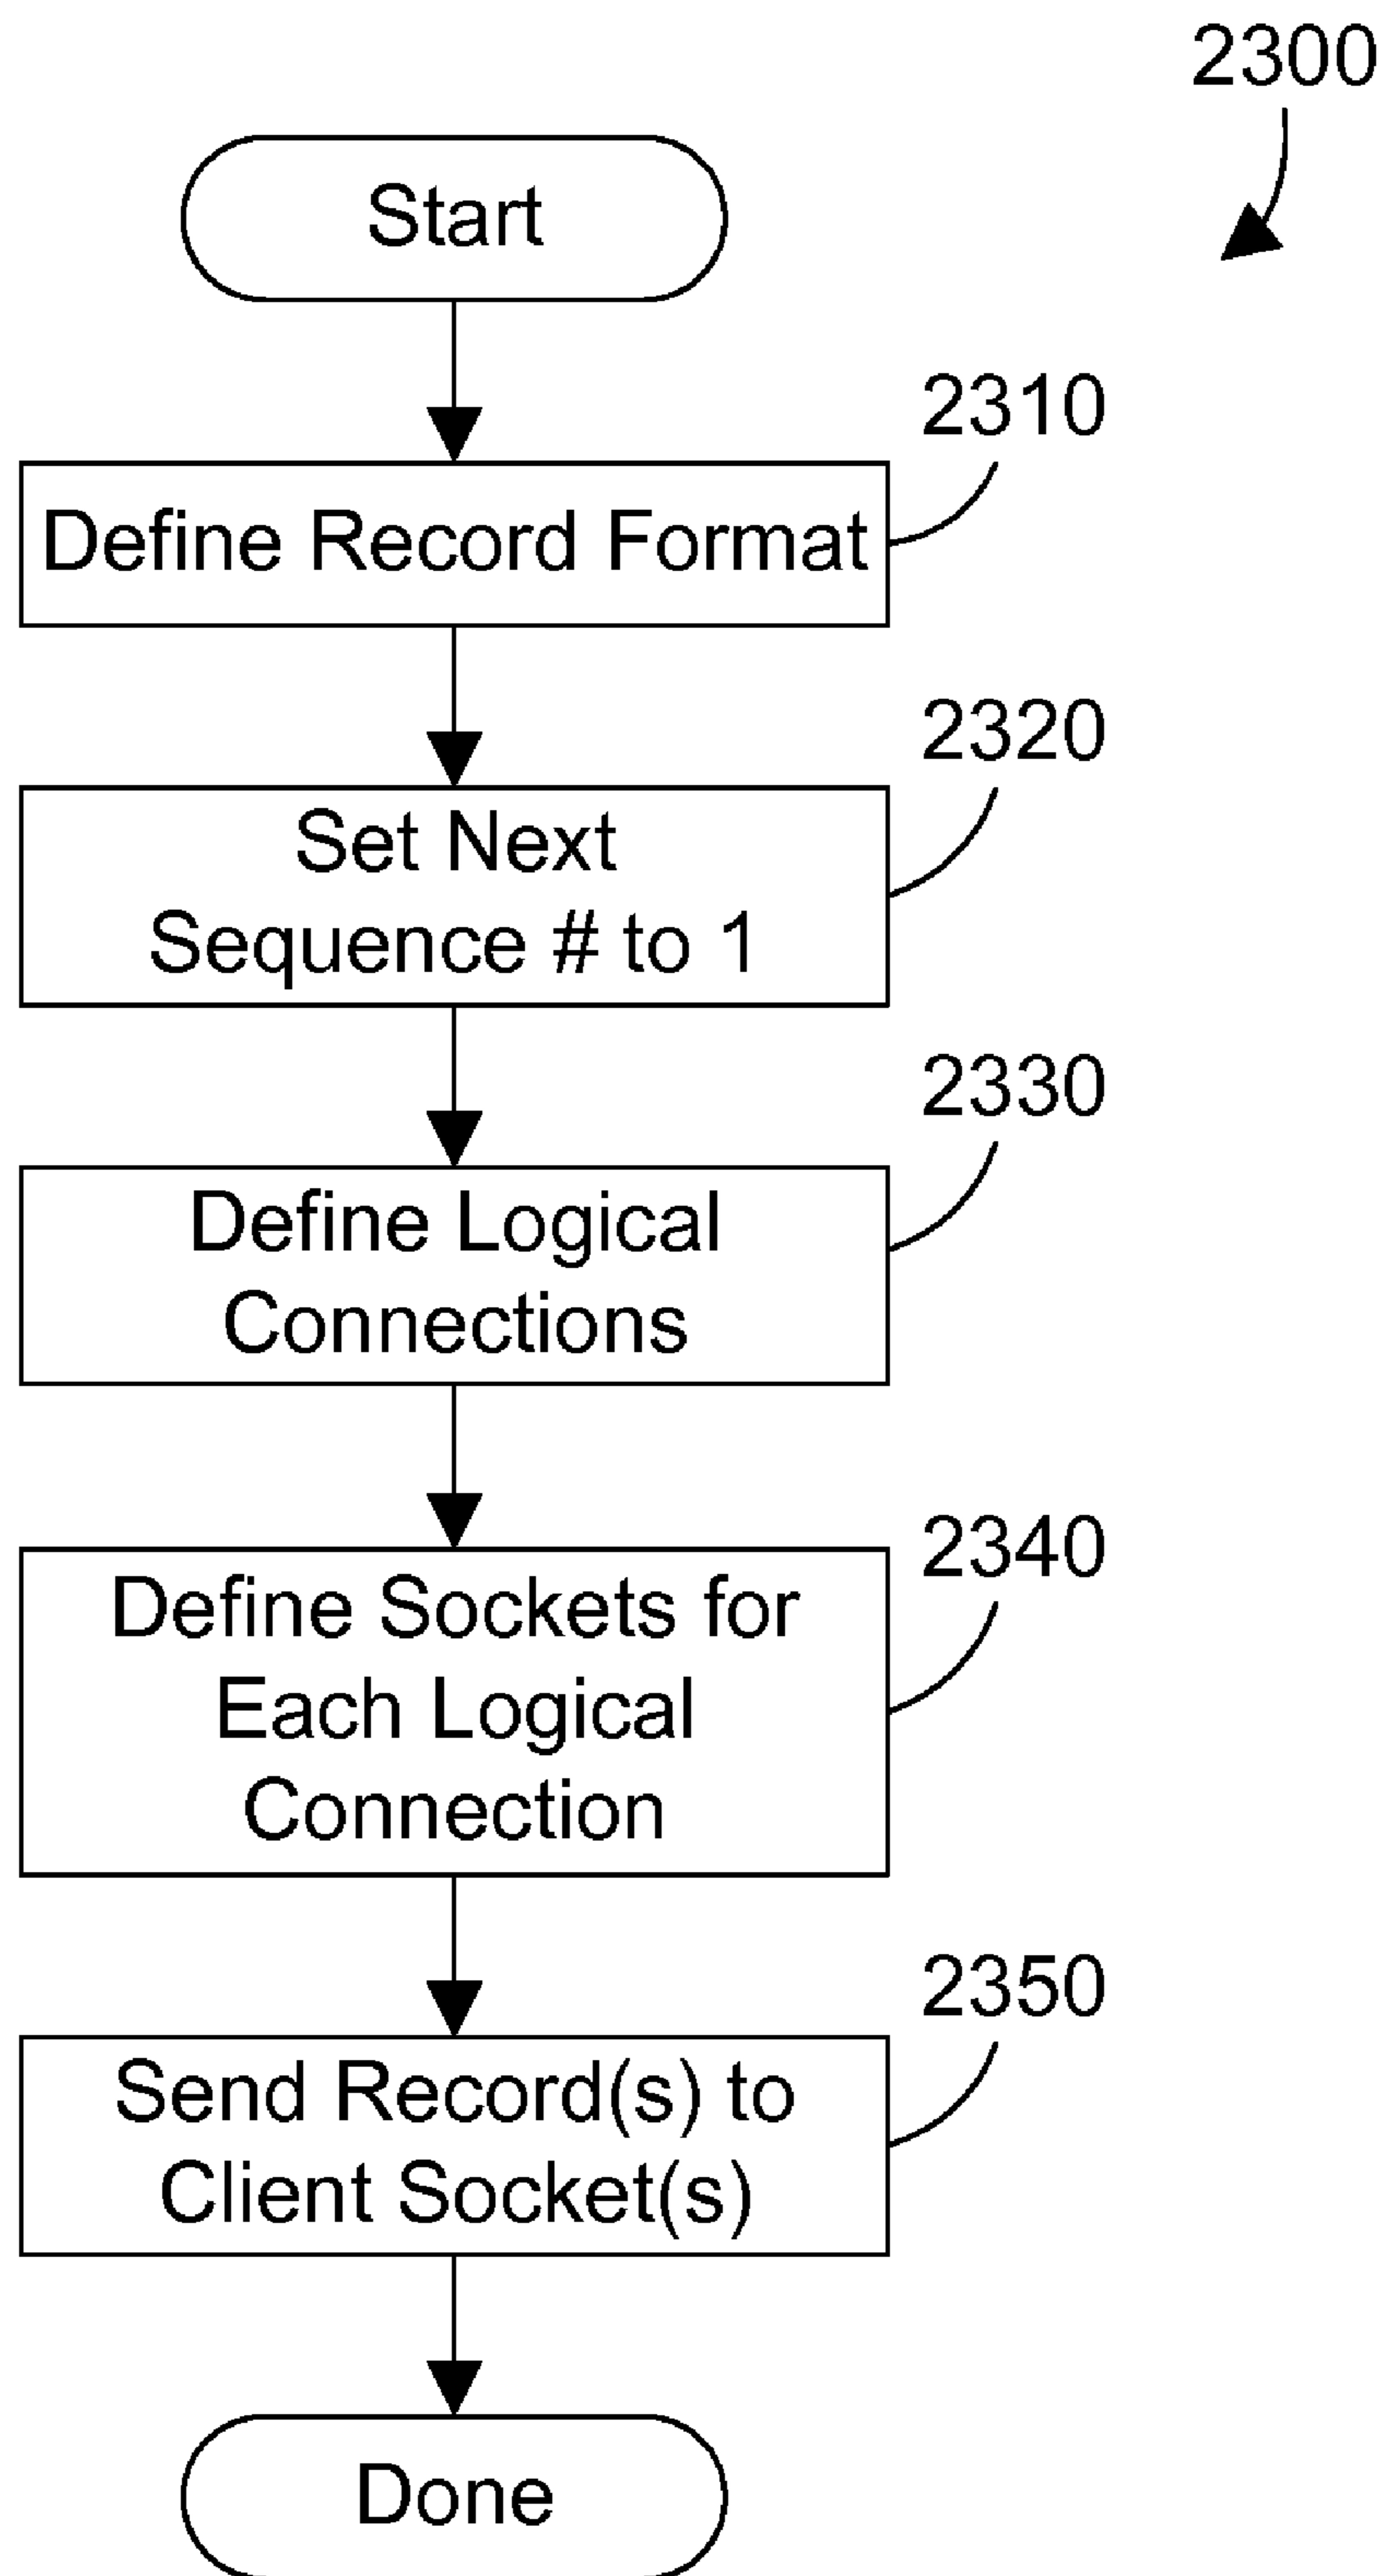 2300
Start
2310
Define Record Format
2320
Set Next
Sequence # to 1
2330
Define Logical
Connections
2340
Define Sockets for
Each Logical
Connection
2350
Send Record(s) to
Client Socket(s)
Done